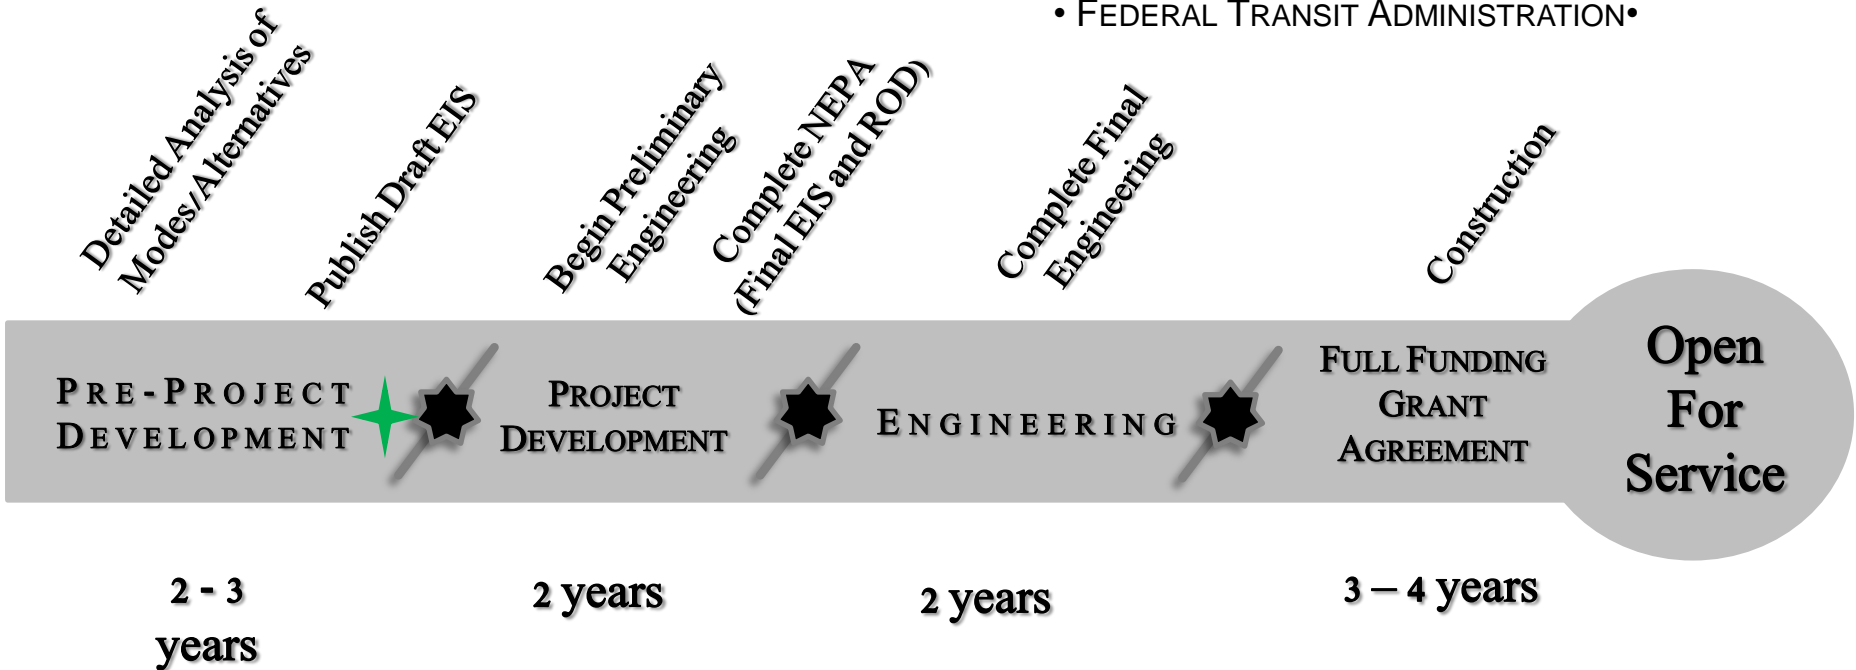 • FEDERAL TRANSIT ADMINISTRATION•
Detailed Analysis of
Modes/Alternatives
Publish Draft EIS
Begin Preliminary
Engineering
Complete NEPA
(Final EIS and ROD)
Complete Final
Engineering
Construction
PRE-PROJECT
DEVELOPMENT
PROJECT
DEVELOPMENT
ENGINEERING
FULL FUNDING
GRANT
AGREEMENT
Open
For
Service
2 - 3
years
2 years
2 years
3 – 4 years